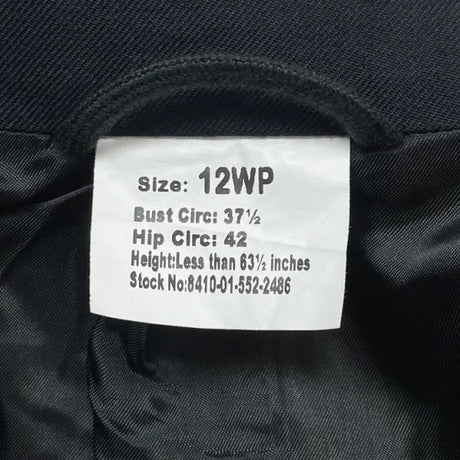 Size: 12WP
Bust Circ: 37½
Hip Circ: 42
Height:Less than 63½ inches
Stock No:8410-01-552-2486